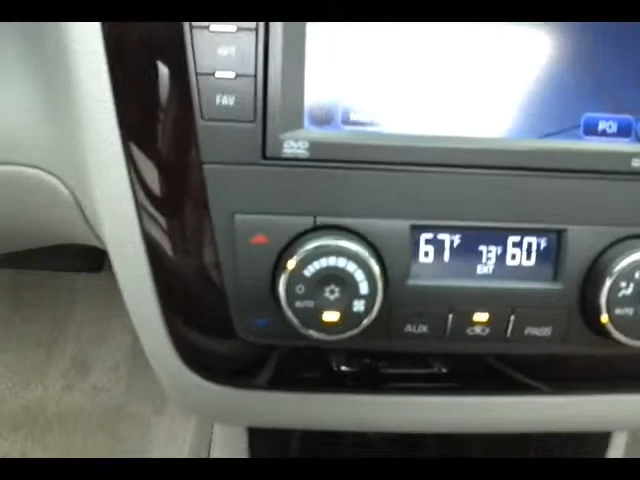 FAV
POI
DVD
67°F 73°F 60°F
EXT
AUTO
AUX
PASS
AUTO